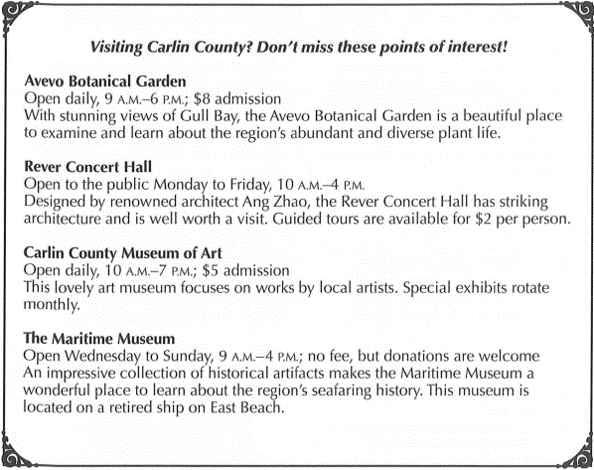 Visiting Carlin County? Don't miss these points of interest!
Avevo Botanical Garden
Open daily, 9 A.M.–6 P.M.; $8 admission
With stunning views of Gull Bay, the Avevo Botanical Garden is a beautiful place
to examine and learn about the region's abundant and diverse plant life.
Rever Concert Hall
Open to the public Monday to Friday, 10 A.M.–4 P.M.
Designed by renowned architect Ang Zhao, the Rever Concert Hall has striking
architecture and is well worth a visit. Guided tours are available for $2 per person.
Carlin County Museum of Art
Open daily, 10 A.M.–7 P.M.; $5 admission
This lovely art museum focuses on works by local artists. Special exhibits rotate
monthly.
The Maritime Museum
Open Wednesday to Sunday, 9 A.M.–4 P.M.; no fee, but donations are welcome
An impressive collection of historical artifacts makes the Maritime Museum a
wonderful place to learn about the region's seafaring history. This museum is
located on a retired ship on East Beach.